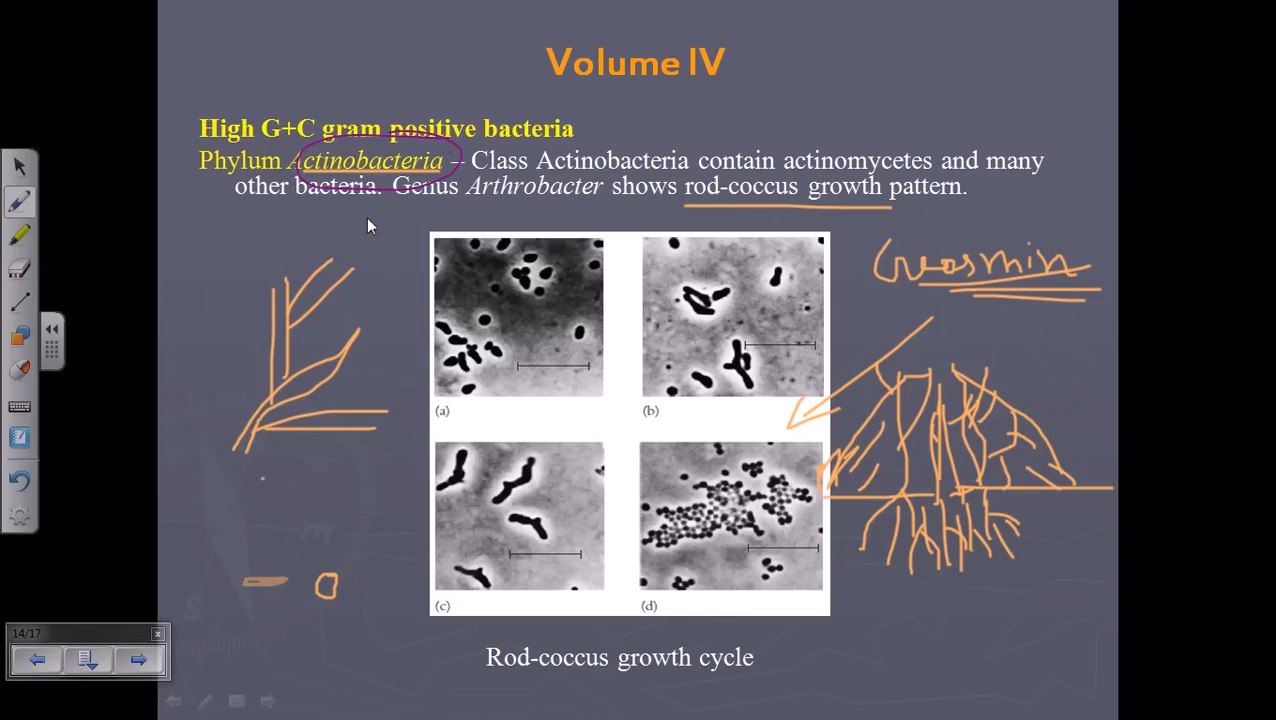 Volume IV
High G+C gram positive bacteria
Phylum Actinobacteria – Class Actinobacteria contain actinomycetes and many
other bacteria. Genus Arthrobacter shows rod-coccus growth pattern.
Geosmin
(a)
(b)
(c)
(d)
Rod-coccus growth cycle
14/17